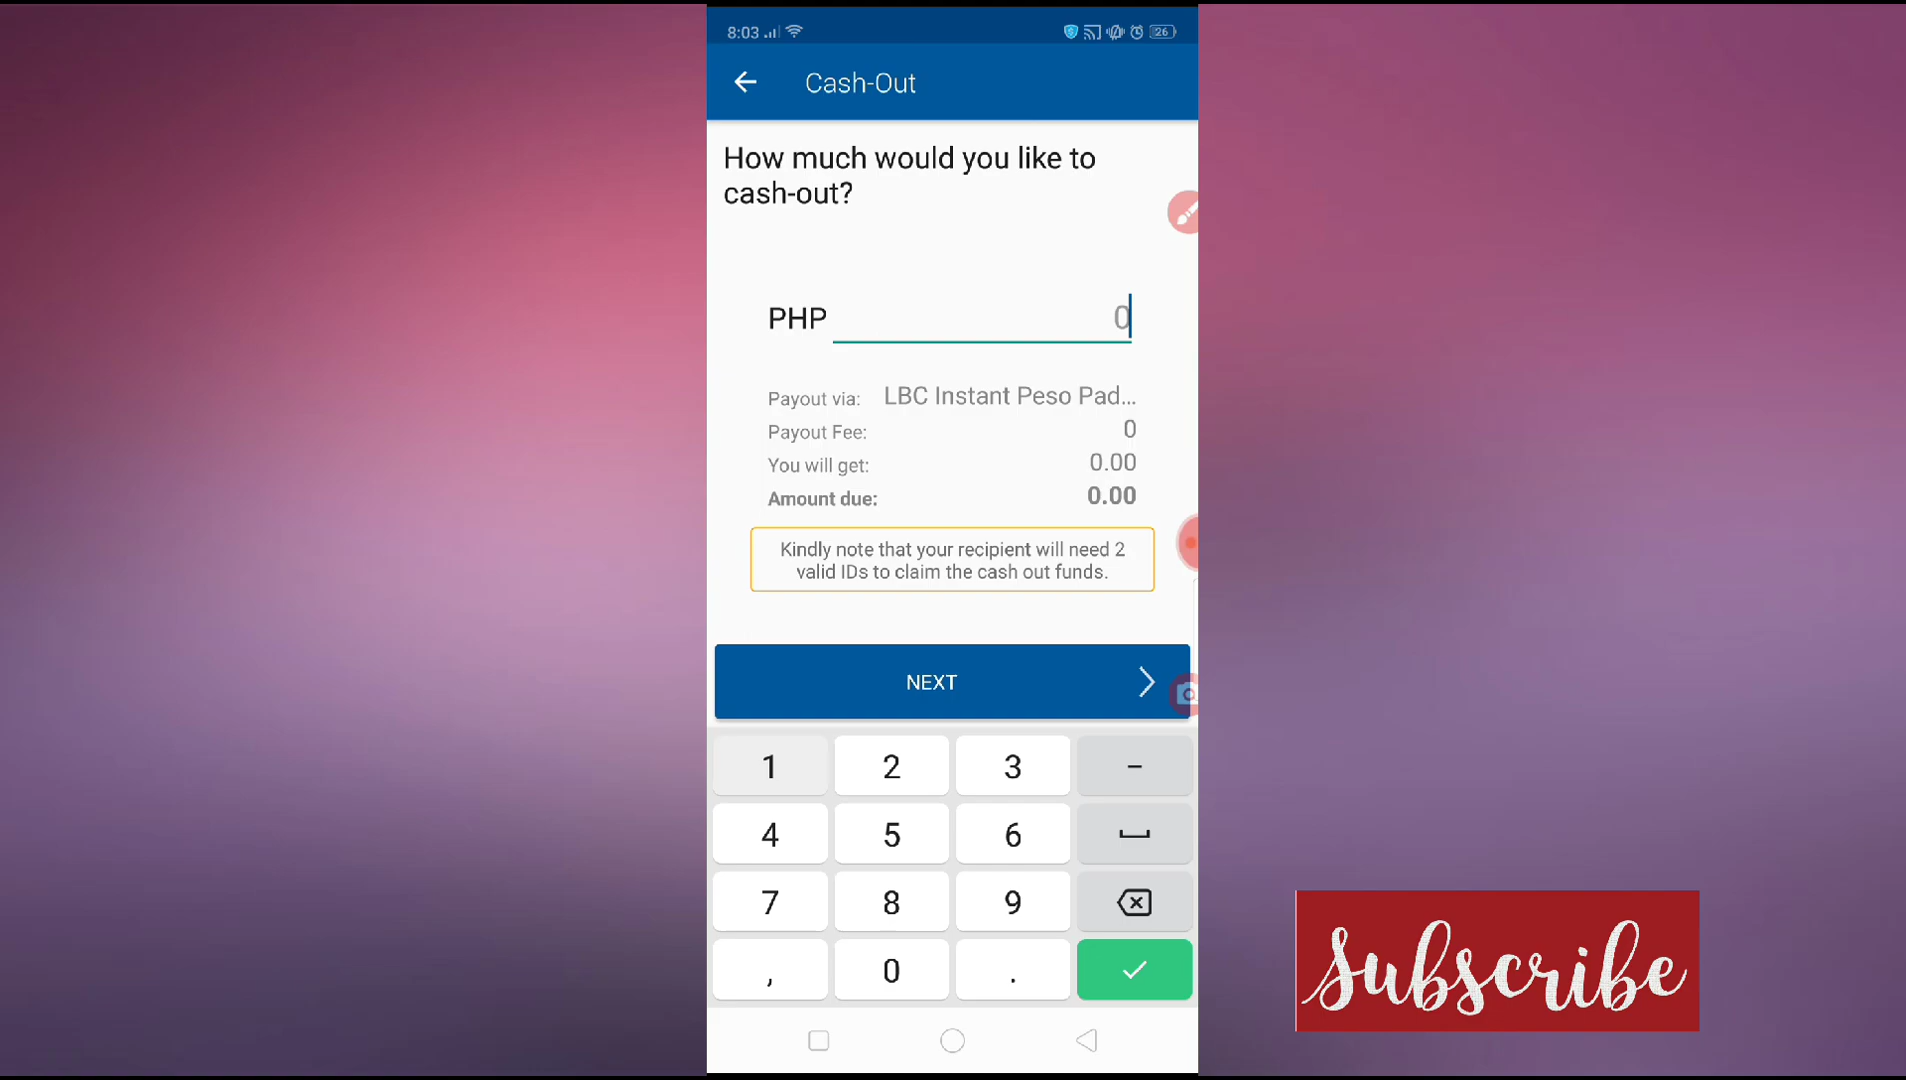 8:03
26
Cash-Out
How much would you like to
cash-out?
PHP 0
Payout via: LBC Instant Peso Pad...
Payout Fee: 0
You will get: 0.00
Amount due: 0.00
Kindly note that your recipient will need 2
valid IDs to claim the cash out funds.
NEXT
1 2 3 -
4 5 6
7 8 9
, 0 .
Subscribe